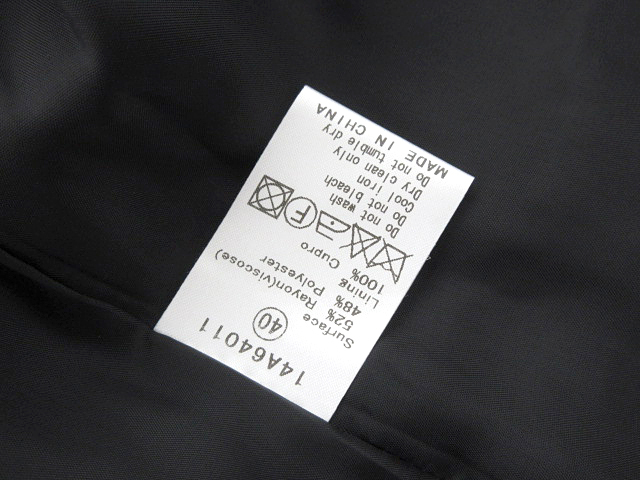 14A64011
40
Surface
52% Rayon(viscose)
48% Polyester
Lining
100% Cupro
F
Do not wash
Do not bleach
Cool iron
Dry clean only
Do not tumble dry
MADE IN CHINA